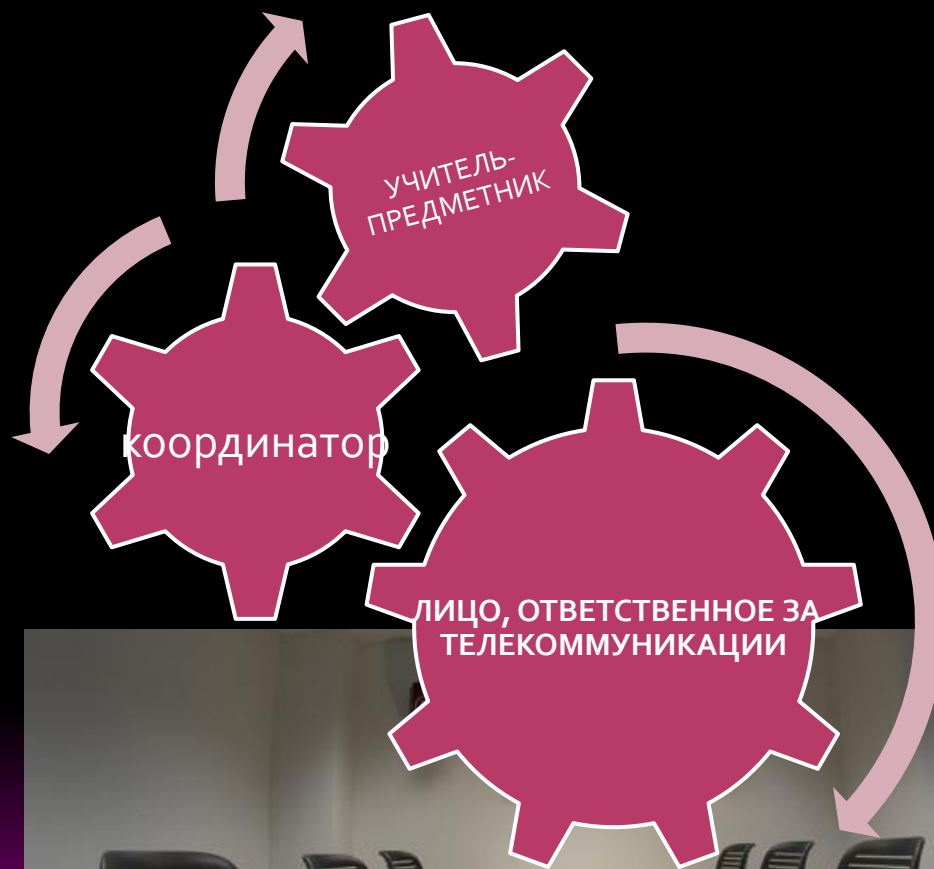 УЧИТЕЛЬ-
ПРЕДМЕТНИК
координатор
ЛИЦО, ОТВЕТСТВЕННОЕ ЗА
ТЕЛЕКОММУНИКАЦИИ